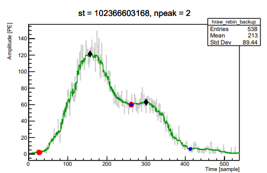 st = 102366603168, npeak = 2
hraw_rebin_backup
Entries 538
Mean 213
Std Dev 89.44
Amplitude [PE]
140
120
100
80
60
40
20
0
0 100 200 300 400 500
Time [sample]